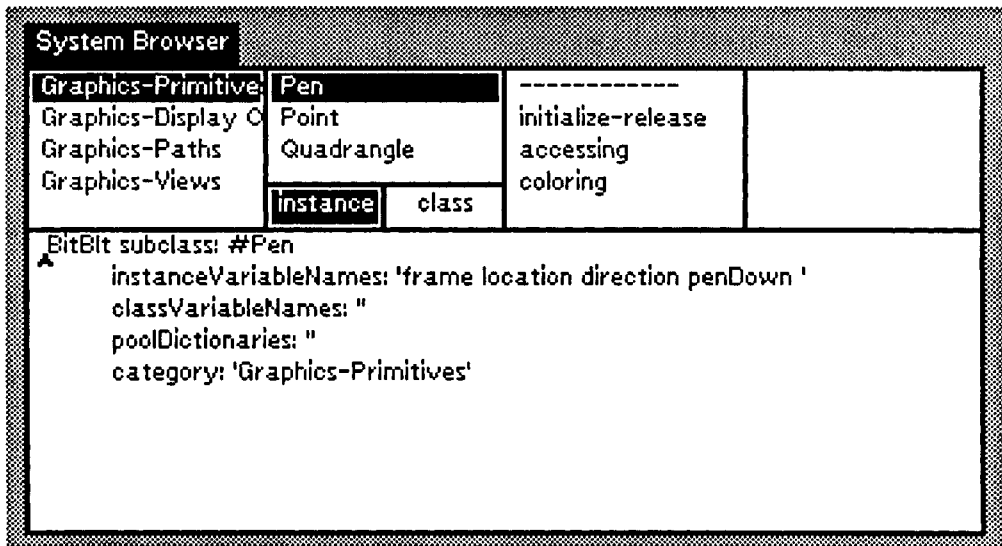 System Browser
Graphics-Primitive
Graphics-Display O
Graphics-Paths
Graphics-Views
Pen
Point
Quadrangle
instance class
------------
initialize-release
accessing
coloring
BitBlt subclass: #Pen
instanceVariableNames: 'frame location direction penDown '
classVariableNames: ''
poolDictionaries: ''
category: 'Graphics-Primitives'